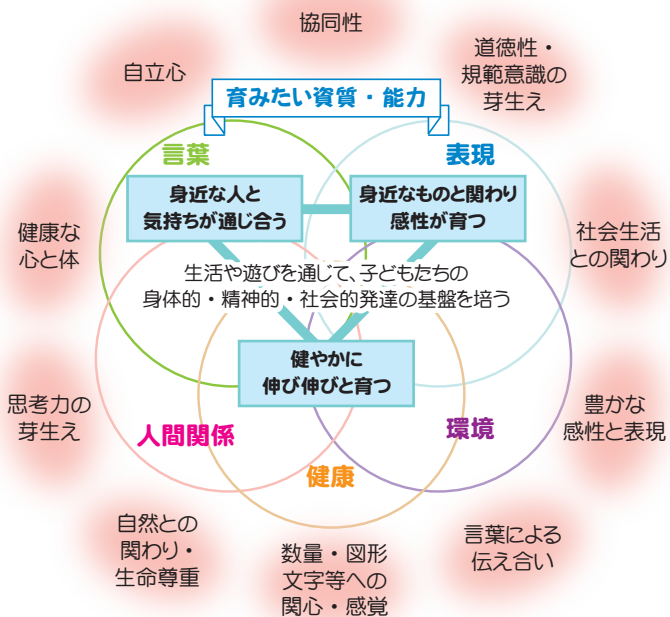 協同性
道徳性・
規範意識の
芽生え
自立心
育みたい資質・能力
言葉
表現
身近な人と
気持ちが通じ合う
身近なものと関わり
感性が育つ
健康な
心と体
社会生活
との関わり
生活や遊びを通じて、子どもたちの
身体的・精神的・社会的発達の基盤を培う
健やかに
伸び伸びと育つ
思考力の
芽生え
豊かな
感性と表現
人間関係
環境
健康
自然との
関わり・
生命尊重
数量・図形
文字等への
関心・感覚
言葉による
伝え合い